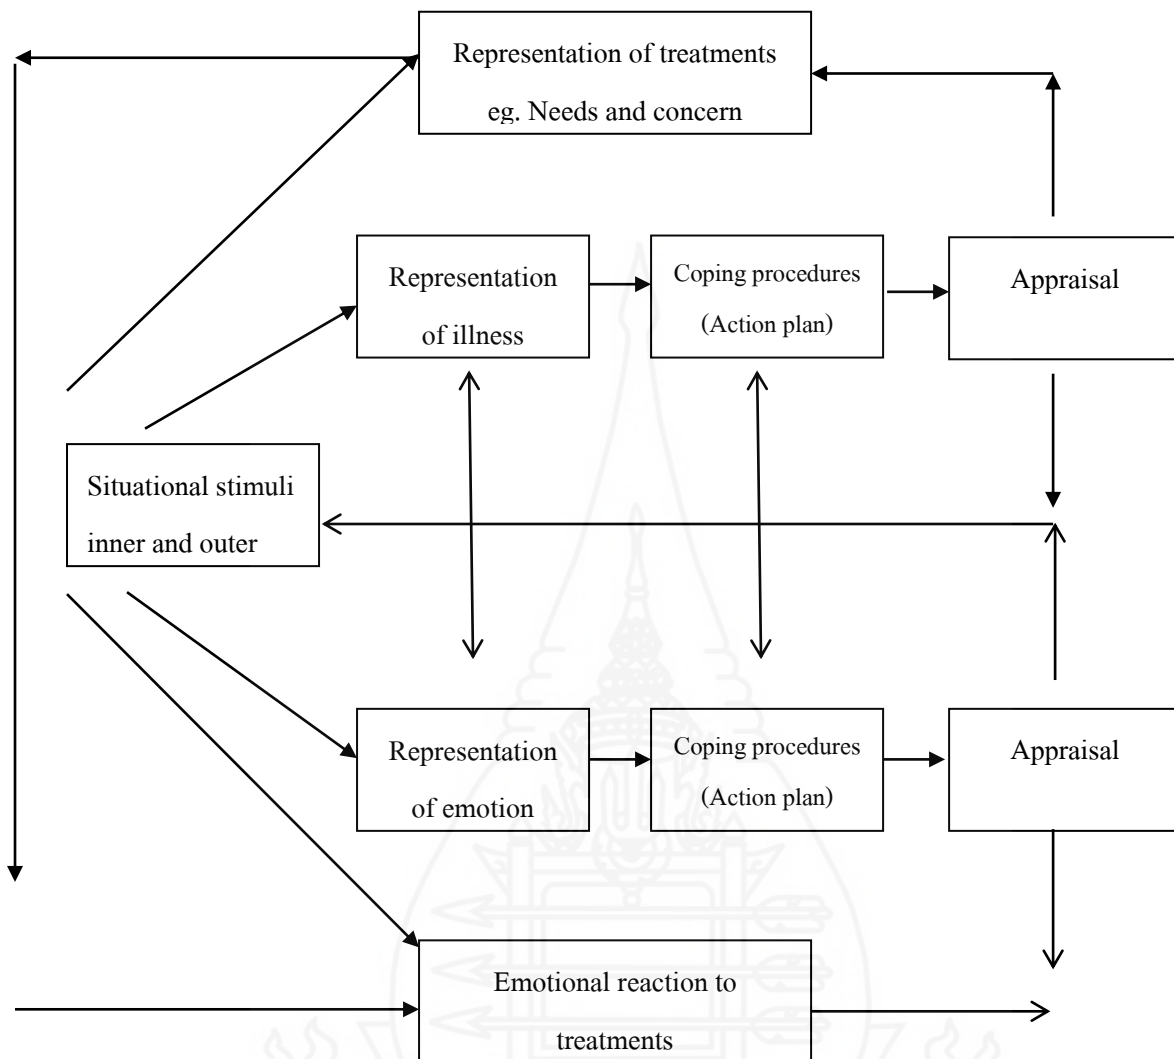 Representation of treatments
eg. Needs and concern
Representation
of illness
Coping procedures
(Action plan)
Appraisal
Situational stimuli
inner and outer
Representation
of emotion
Coping procedures
(Action plan)
Appraisal
Emotional reaction to
treatments